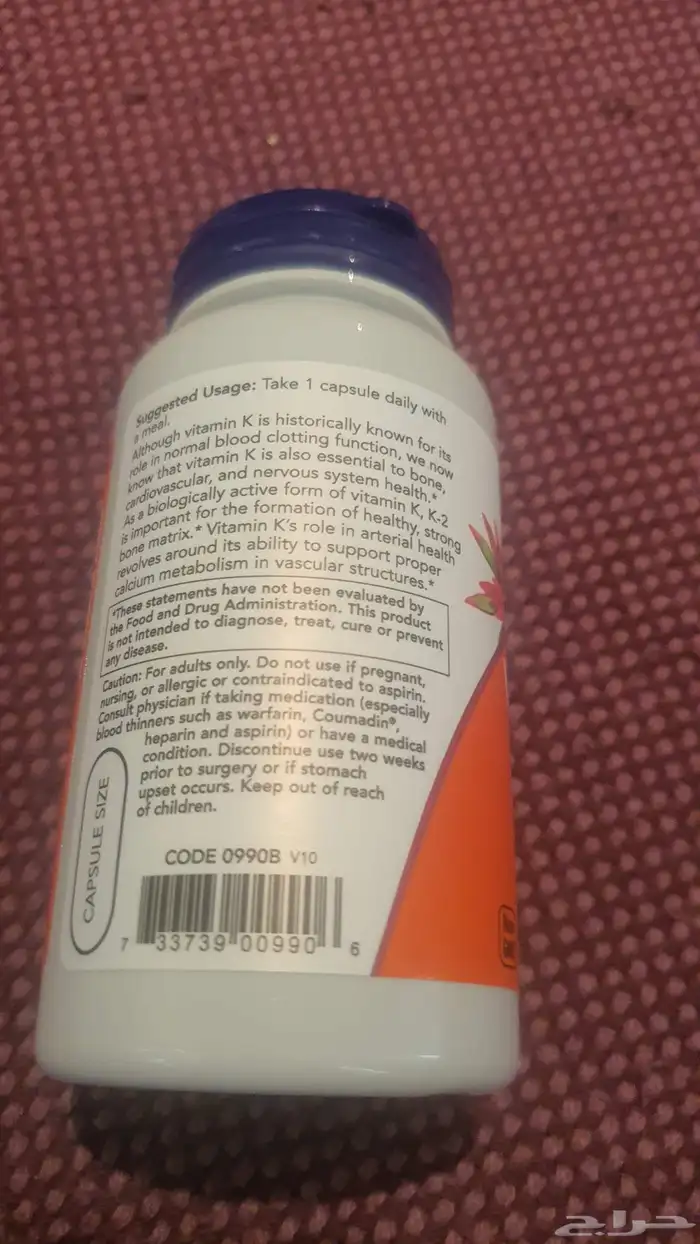 Suggested Usage: Take 1 capsule daily with
a meal.
Although vitamin K is historically known for its
role in normal blood clotting function, we now
know that vitamin K is also essential to bone,
cardiovascular, and nervous system health.*
As a biologically active form of vitamin K, K-2
is important for the formation of healthy, strong
bone matrix.* Vitamin K's role in arterial health
revolves around its ability to support proper
calcium metabolism in vascular structures.*
*These statements have not been evaluated by
the Food and Drug Administration. This product
is not intended to diagnose, treat, cure or prevent
any disease.
Caution: For adults only. Do not use if pregnant,
nursing, or allergic or contraindicated to aspirin.
Consult physician if taking medication (especially
blood thinners such as warfarin, Coumadin®,
heparin and aspirin) or have a medical
condition. Discontinue use two weeks
prior to surgery or if stomach
upset occurs. Keep out of reach
of children.
CAPSULE SIZE
CODE 0990B V10
7 33739 00990 6
حراج